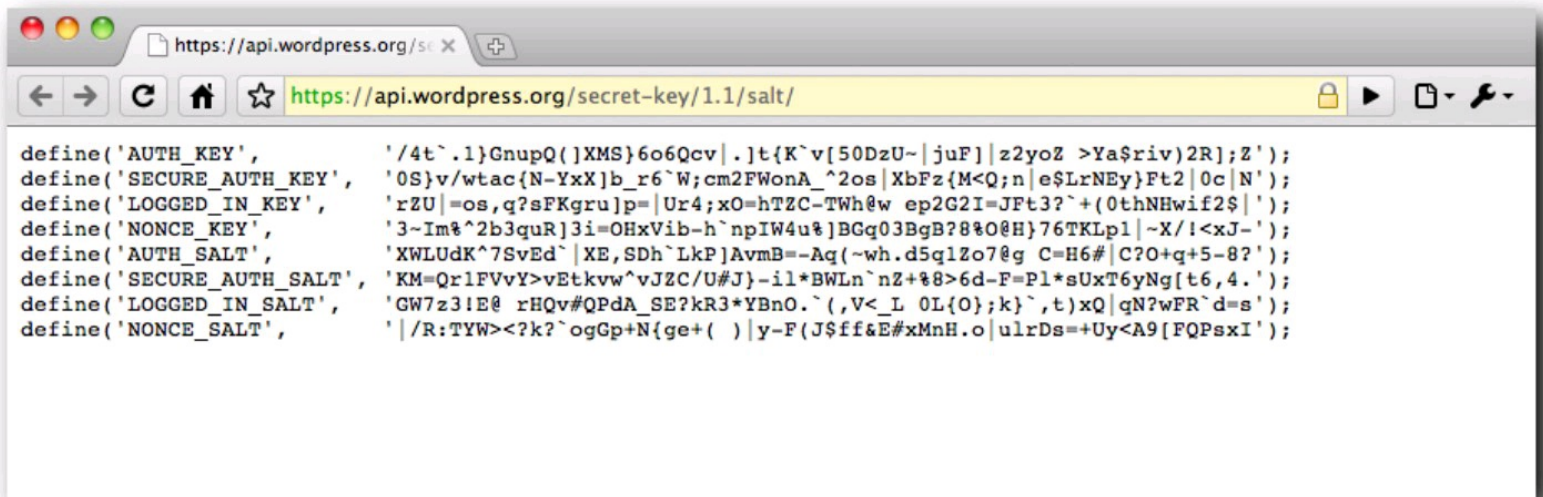 https://api.wordpress.org/se
https://api.wordpress.org/secret-key/1.1/salt/
define('AUTH_KEY',         '/4t`.1}GnupQ(]XMS}6o6Qcv|.]t{K`v[50DzU~|juF]|z2yoZ >Ya$riv)2R];Z');
define('SECURE_AUTH_KEY',  '0S}v/wtac{N-YxX]b_r6`W;cm2FWonA_^2os|XbFz{M<Q;n|e$LrNEy}Ft2|0c|N');
define('LOGGED_IN_KEY',    'rZU|=os,q?sFKgru]p=|Ur4;xO=hTZC-TWh@w ep2G2I=JFt3?`+(0thNHwif2$|');
define('NONCE_KEY',        '3~Im%^2b3quR]3i=OHxVib-h`npIW4u%]BGq03BgB?8%O@H}76TKLp1|~X/!<xJ-');
define('AUTH_SALT',        'XWLUdK^7SvEd`|XE,SDh`LkP]AvmB=-Aq(~wh.d5q1Zo7@g C=H6#|C?O+q+5-8?');
define('SECURE_AUTH_SALT', 'KM=Qr1FVvY>vEtkvw^vJZC/U#J}-il*BWLn`nZ+%8>6d-F=Pl*sUxT6yNg[t6,4.');
define('LOGGED_IN_SALT',   'GW7z3!E@ rHQv#QPdA_SE?kR3*YBnO.`(,V<_L 0L{O};k}`,t)xQ|qN?wFR`d=s');
define('NONCE_SALT',       '|/R:TYW><?k?`ogGp+N{ge+( )|y-F(J$ff&E#xMnH.o|ulrDs=+Uy<A9[FQPsxI');